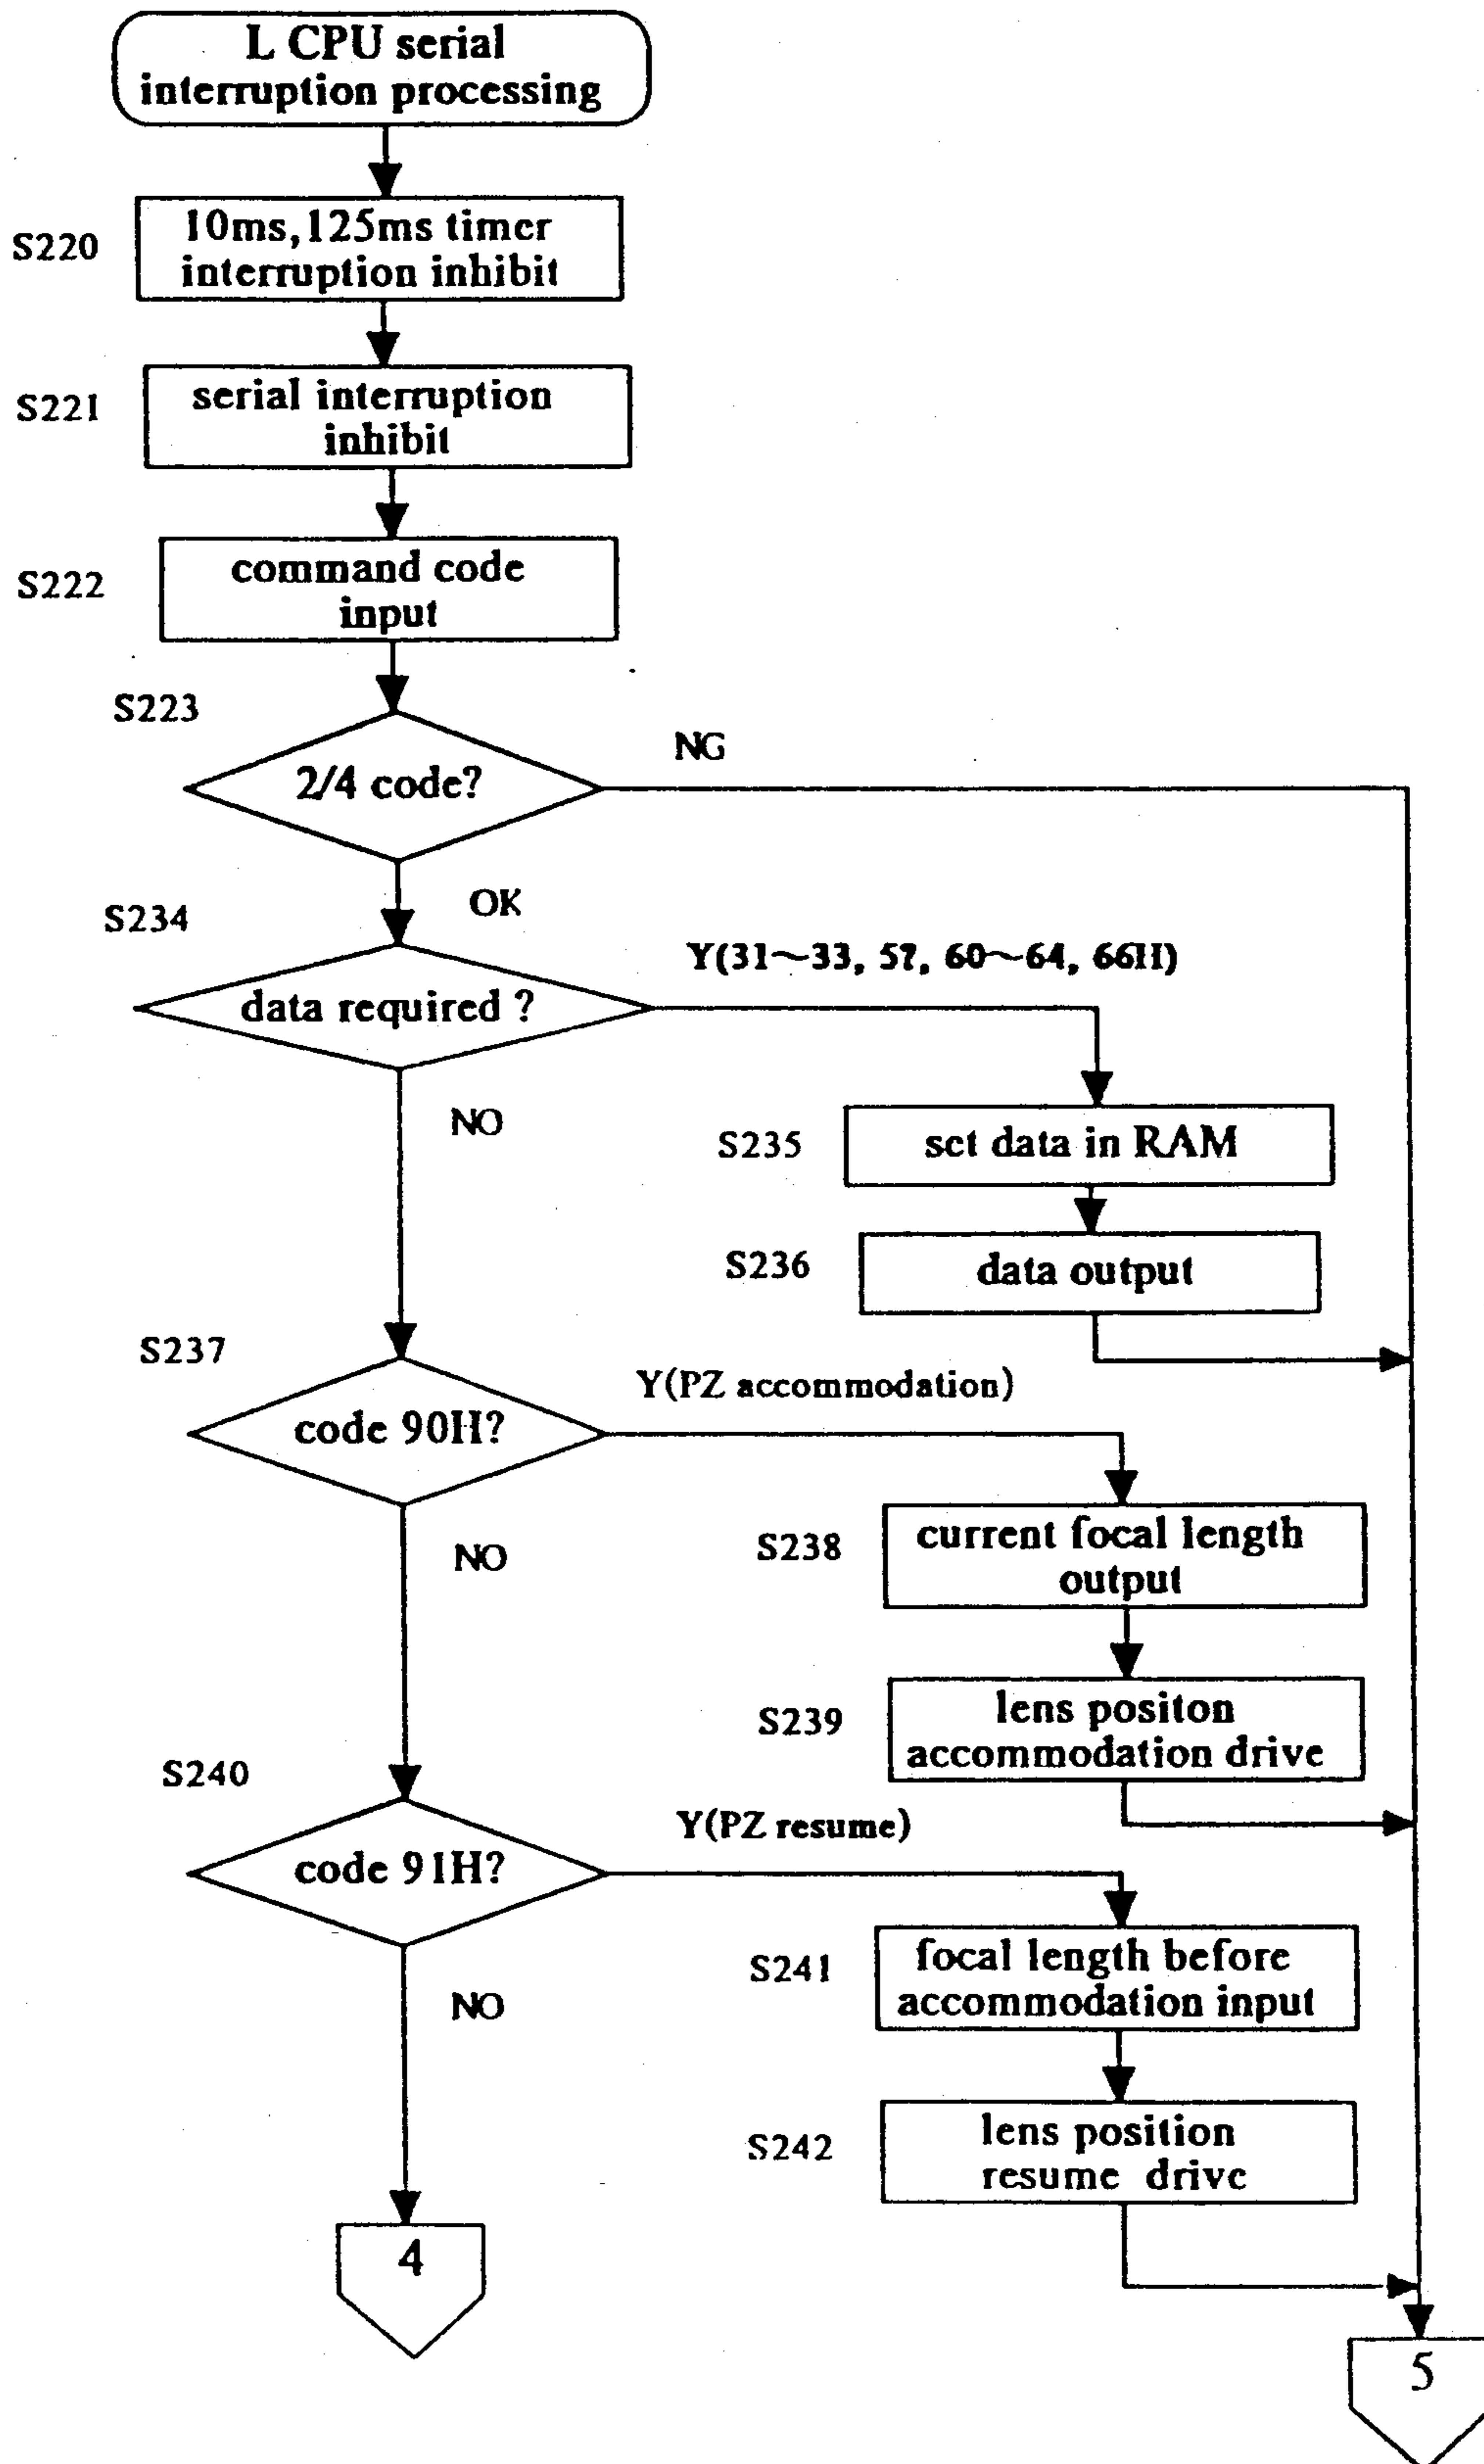 L CPU serial
interruption processing
S220
10ms, 125ms timer
interruption inhibit
S221
serial interruption
inhibit
S222
command code
input
S223
2/4 code?
NG
OK
S234
data required ?
Y(31～33, 57, 60～64, 66H)
NO
S235
set data in RAM
S236
data output
S237
code 90H?
Y(PZ accommodation)
NO
S238
current focal length
output
S239
lens positon
accommodation drive
S240
code 91H?
Y(PZ resume)
NO
S241
focal length before
accommodation input
S242
lens position
resume drive
4
5